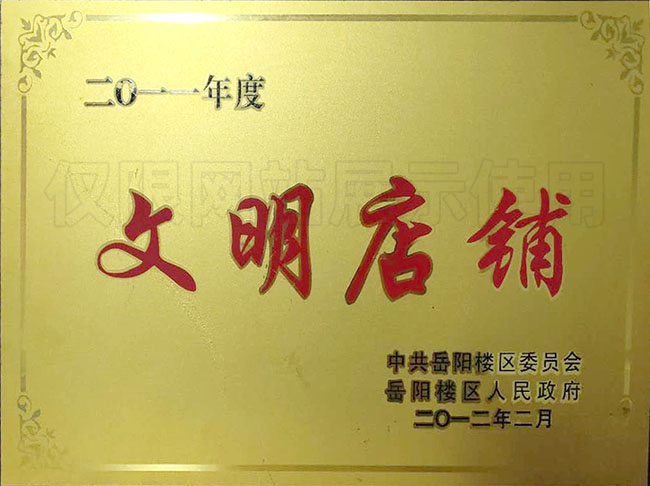 二〇一一年度
仅限网站展示使用
文明店铺
中共岳阳楼区委员会
岳阳楼区人民政府
二〇一二年二月